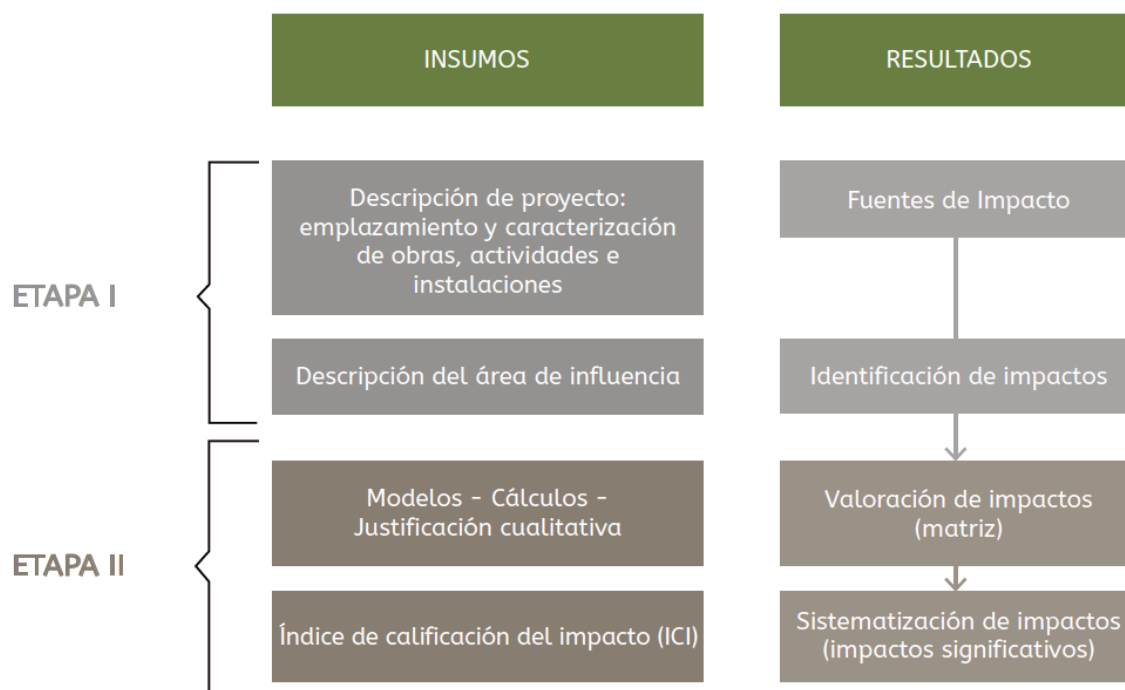 INSUMOS
RESULTADOS
ETAPA I
Descripción de proyecto:
emplazamiento y caracterización
de obras, actividades e
instalaciones
Fuentes de Impacto
Descripción del área de influencia
Identificación de impactos
ETAPA II
Modelos - Cálculos -
Justificación cualitativa
Valoración de impactos
(matriz)
Índice de calificación del impacto (ICI)
Sistematización de impactos
(impactos significativos)